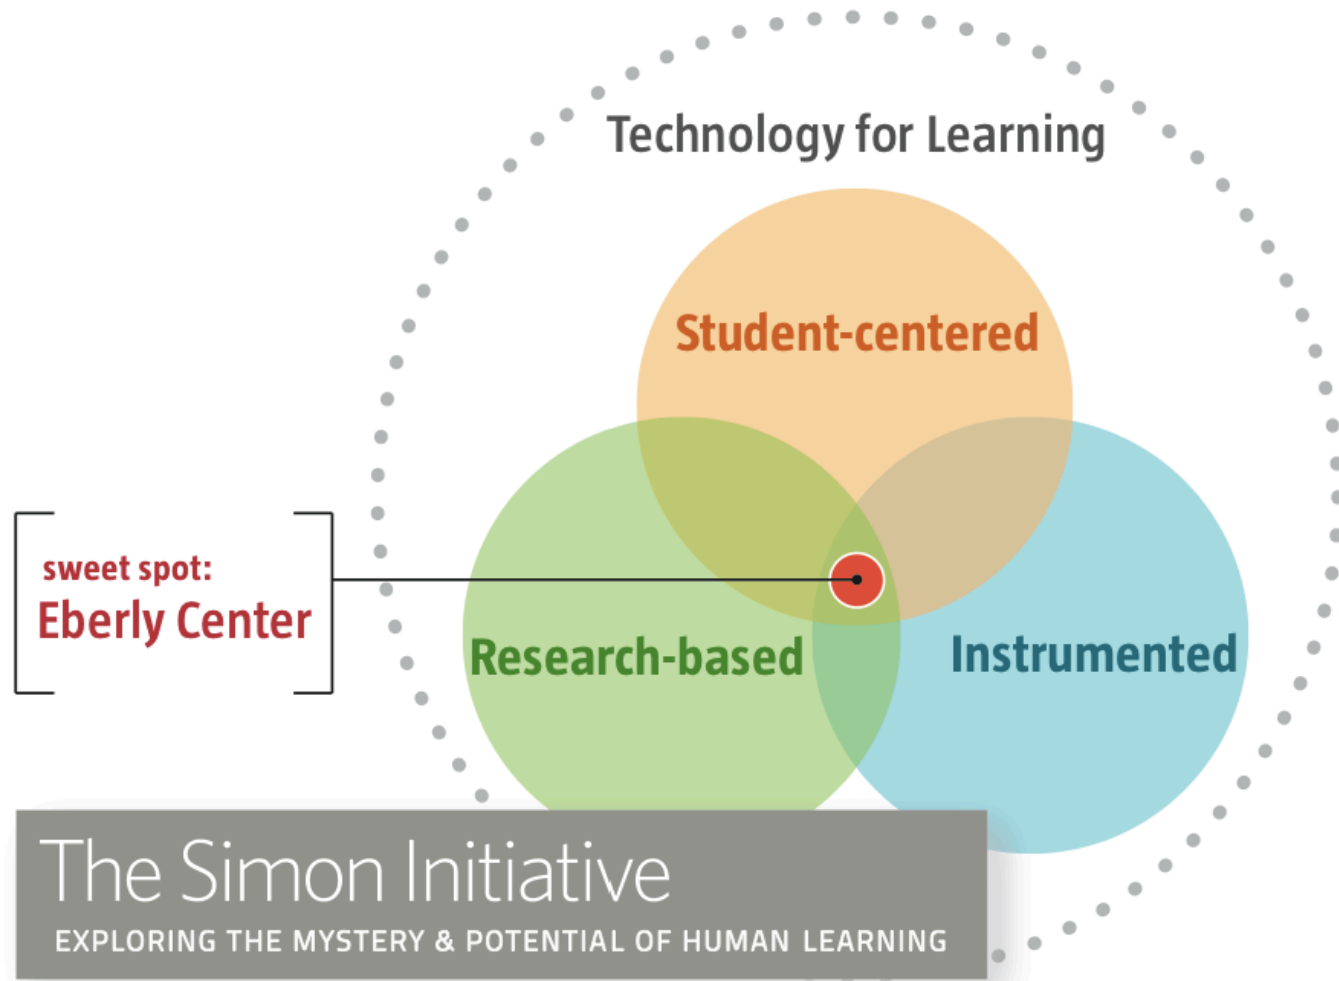 Technology for Learning
Student-centered
sweet spot:
Eberly Center
Research-based
Instrumented
The Simon Initiative
EXPLORING THE MYSTERY & POTENTIAL OF HUMAN LEARNING